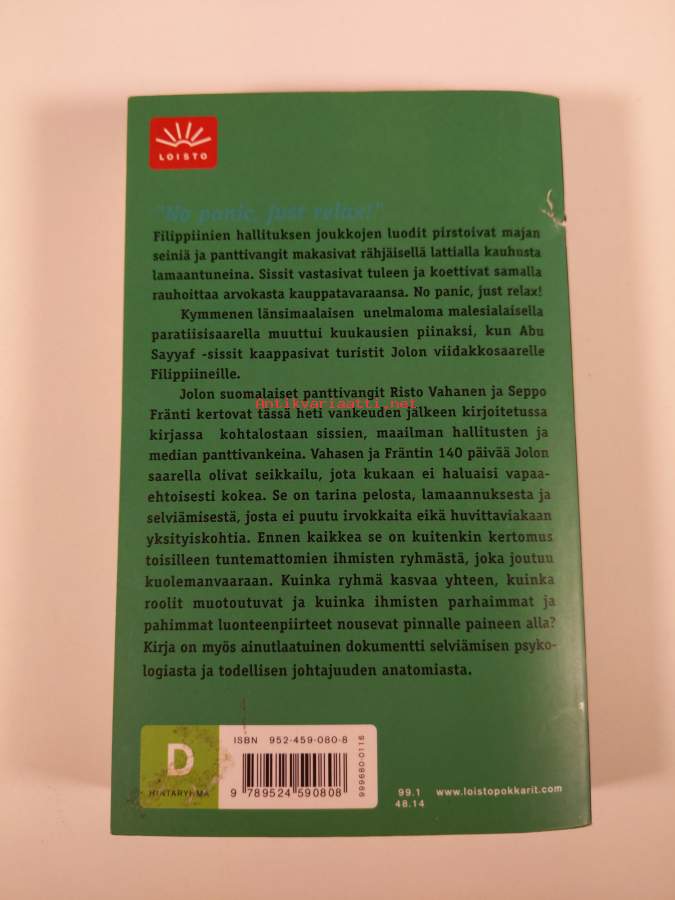 LOISTO
"No panic, just relax!"
Filippiinien hallituksen joukkojen luodit pirstoivat majan
seiniä ja panttivangit makasivat rähjäisellä lattialla kauhusta
lamaantuneina. Sissit vastasivat tuleen ja koettivat samalla
rauhoittaa arvokasta kauppatavaraansa. No panic, just relax!
Kymmenen länsimaalaisen unelmaloma malesialaisella
paratiisisaarella muuttui kuukausien piinaksi, kun Abu
Sayyaf -sissit kaappasivat turistit Jolon viidakkosaarelle
Filippiineille.
Jolon suomalaiset panttivangit Risto Vahanen ja Seppo
Antikvariaatti.net
Fränti kertovat tässä heti vankeuden jälkeen kirjoitetussa
kirjassa kohtalostaan sissien, maailman hallitusten ja
median panttivankeina. Vahasen ja Fräntin 140 päivää Jolon
saarella olivat seikkailu, jota kukaan ei haluaisi vapaa-
ehtoisesti kokea. Se on tarina pelosta, lamaannuksesta ja
selviämisestä, josta ei puutu irvokkaita eikä huvittaviakaan
yksityiskohtia. Ennen kaikkea se on kuitenkin kertomus
toisilleen tuntemattomien ihmisten ryhmästä, joka joutuu
kuolemanvaaraan. Kuinka ryhmä kasvaa yhteen, kuinka
roolit muotoutuvat ja kuinka ihmisten parhaimmat ja
pahimmat luonteenpiirteet nousevat pinnalle paineen alla?
Kirja on myös ainutlaatuinen dokumentti selviämisen psyko-
logiasta ja todellisen johtajuuden anatomiasta.
D
HINTARYHMÄ
ISBN 952-459-080-8
9 789524 590808
999680-0116
99.1
48.14
www.loistopokkarit.com